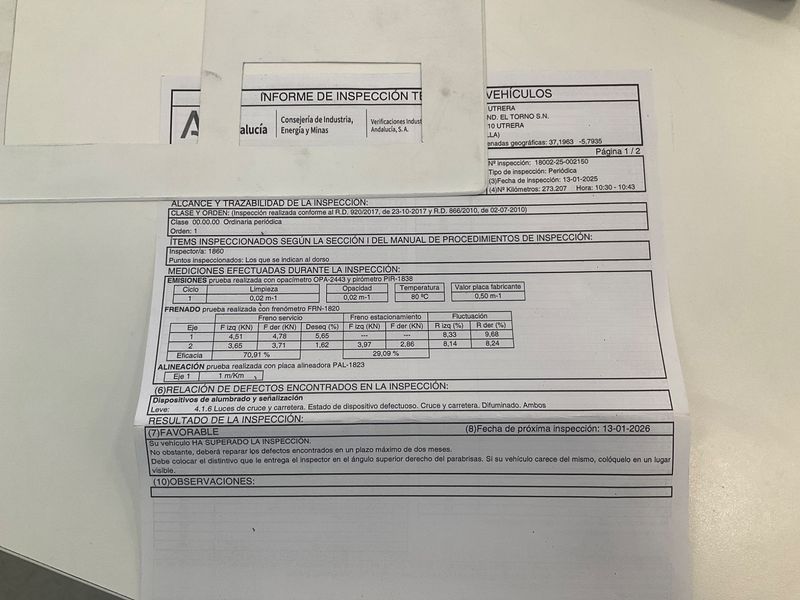 INFORME DE INSPECCIÓN TE VEHÍCULOS
Consejería de Industria,
Energía y Minas
Verificaciones Indust
Andalucía, S.A.
alucía
UTRERA
ND. EL TORNO S.N.
10 UTRERA
LLA)
enadas geográficas: 37,1963 -5,7935
Página 1 / 2
Nº Inspección: 18002-25-002150
Tipo de inspección: Periódica
(3)Fecha de inspección: 13-01-2025
(4)Nº Kilómetros: 273.207 Hora: 10:30 - 10:43
ALCANCE Y TRAZABILIDAD DE LA INSPECCIÓN:
CLASE Y ORDEN: (Inspección realizada conforme al R.D. 920/2017, de 23-10-2017 y R.D. 866/2010, de 02-07-2010)
Clase 00.00.00 Ordinaria periódica
Orden: 1
ÍTEMS INSPECCIONADOS SEGÚN LA SECCIÓN I DEL MANUAL DE PROCEDIMIENTOS DE INSPECCIÓN:
Inspector/a: 1860
Puntos inspeccionados: Los que se indican al dorso
MEDICIONES EFECTUADAS DURANTE LA INSPECCIÓN:
EMISIONES prueba realizada con opacímetro OPA-2443 y pirómetro PIR-1838
Ciclo Limpieza Opacidad Temperatura Valor placa fabricante
1 0,02 m-1 0,02 m-1 80 ºC 0,50 m-1
FRENADO prueba realizada con frenómetro FRN-1820
Freno servicio Freno estacionamiento Fluctuación
Eje F izq (KN) F der (KN) Deseq (%) F izq (KN) F der (KN) R izq (%) R der (%)
1 4,51 4,78 5,65 --- --- 8,33 9,68
2 3,65 3,71 1,62 3,97 2,86 8,14 8,24
Eficacia 70,91 % 29,09 %
ALINEACIÓN prueba realizada con placa alineadora PAL-1823
Eje 1 1 m/Km
(6)RELACIÓN DE DEFECTOS ENCONTRADOS EN LA INSPECCIÓN:
Dispositivos de alumbrado y señalización
Leve: 4.1.6 Luces de cruce y carretera. Estado de dispositivo defectuoso. Cruce y carretera. Difuminado. Ambos
RESULTADO DE LA INSPECCIÓN:
(7)FAVORABLE (8)Fecha de próxima inspección: 13-01-2026
Su vehículo HA SUPERADO LA INSPECCIÓN.
No obstante, deberá reparar los defectos encontrados en un plazo máximo de dos meses.
Debe colocar el distintivo que le entrega el inspector en el ángulo superior derecho del parabrisas. Si su vehículo carece del mismo, colóquelo en un lugar
visible.
(10)OBSERVACIONES: